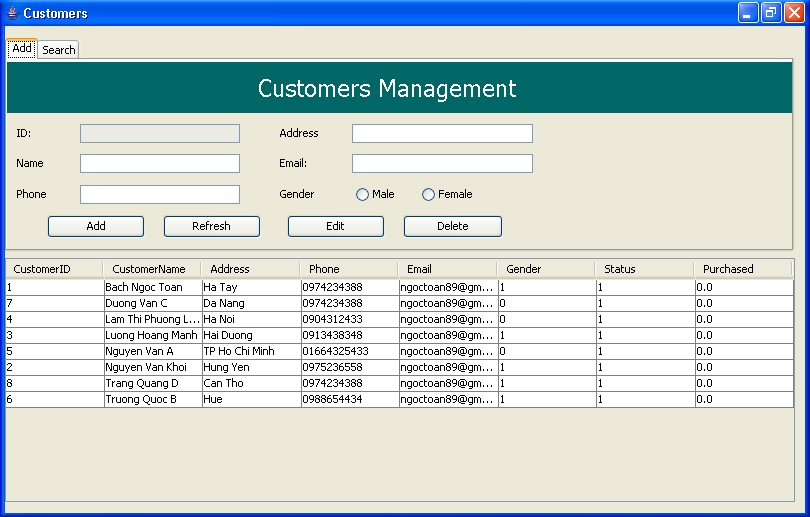 Customers
Add Search
Customers Management
ID: Address
Name Email:
Phone Gender Male Female
Add Refresh Edit Delete
CustomerID CustomerName Address Phone Email Gender Status Purchased
1 Bach Ngoc Toan Ha Tay 0974234388 ngoctoan89@gm... 1 1 0.0
7 Duong Van C Da Nang 0974234388 ngoctoan89@gm... 0 1 0.0
4 Lam Thi Phuong L... Ha Noi 0904312433 ngoctoan89@gm... 0 1 0.0
3 Luong Hoang Manh Hai Duong 0913438348 ngoctoan89@gm... 1 1 0.0
5 Nguyen Van A TP Ho Chi Minh 01664325433 ngoctoan89@gm... 0 1 0.0
2 Nguyen Van Khoi Hung Yen 0975236558 ngoctoan89@gm... 1 1 0.0
8 Trang Quang D Can Tho 0974234388 ngoctoan89@gm... 1 1 0.0
6 Truong Quoc B Hue 0988654434 ngoctoan89@gm... 1 1 0.0